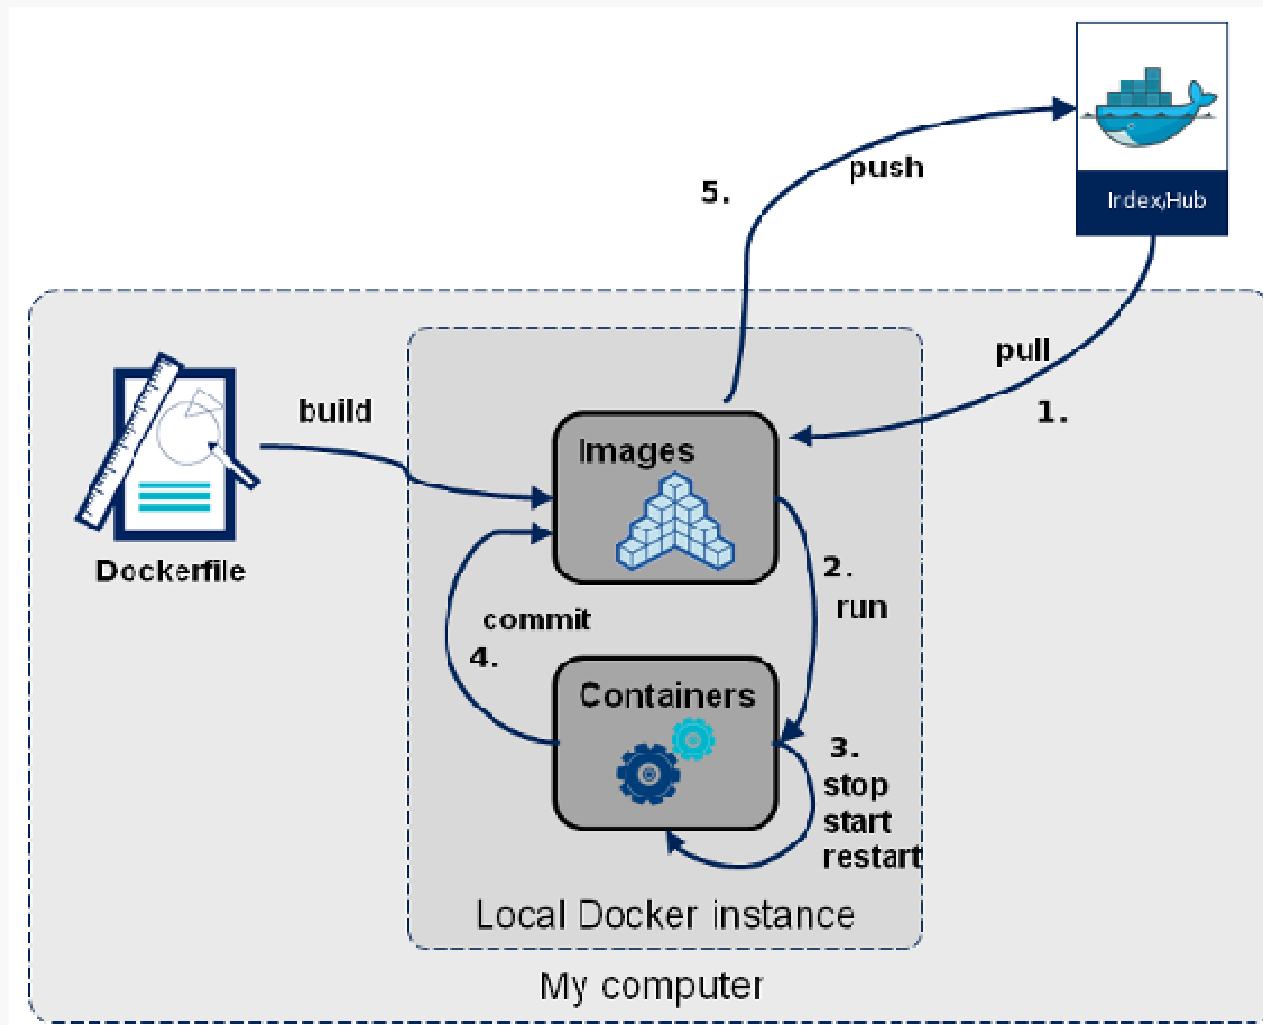 push
5.
Index/Hub
pull
1.
build
Images
Dockerfile
2.
run
commit
4.
Containers
3.
stop
start
restart
Local Docker instance
My computer